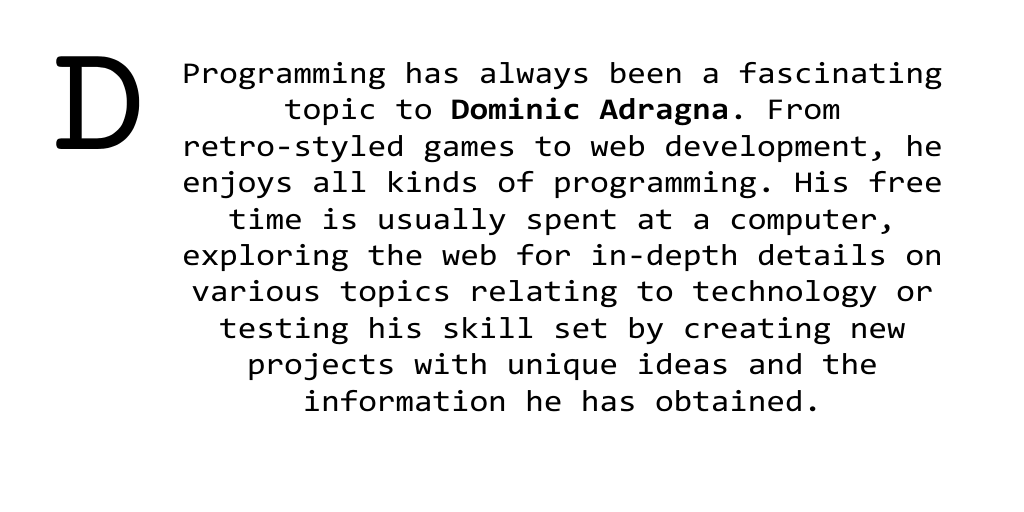 D
Programming has always been a fascinating
topic to Dominic Adragna. From
retro-styled games to web development, he
enjoys all kinds of programming. His free
time is usually spent at a computer,
exploring the web for in-depth details on
various topics relating to technology or
testing his skill set by creating new
projects with unique ideas and the
information he has obtained.